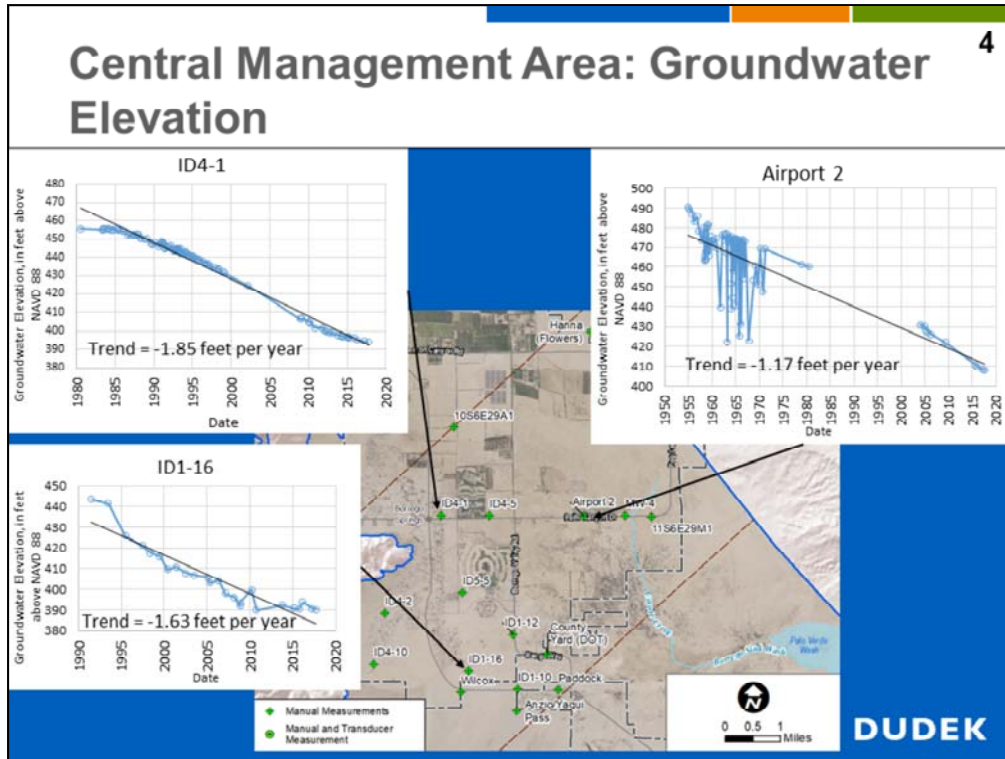 4
Central Management Area: Groundwater
Elevation
ID4-1
Groundwater Elevation, in feet above
NAVD 88
480
470
460
450
440
430
420
410
400
390
380
Trend = -1.85 feet per year
1980
1985
1990
1995
2000
2005
2010
2015
2020
Date
Airport 2
Groundwater Elevation, in feet above
NAVD 88
500
490
480
470
460
450
440
430
420
410
400
Trend = -1.17 feet per year
1950
1955
1960
1965
1970
1975
1980
1985
1990
1995
2000
2005
2010
2015
2020
Date
ID1-16
Groundwater Elevation, in feet
above NAVD 88
450
440
430
420
410
400
390
380
Trend = -1.63 feet per year
1990
1995
2000
2005
2010
2015
2020
Date
Hanna
(Flowers)
10S6E29A1
Borrego
Springs
ID4-1
ID4-5
Airport 2
MW-4
11S6E29M1
ID5-5
ID4-2
ID1-12
County
Yard (DOT)
ID4-10
ID1-16
Wilcox
ID1-10
Paddock
Anzio/Yaqui
Pass
Palo Verde
Wash
Manual Measurements
Manual and Transducer
Measurement
N
0 0.5 1
Miles
DUDEK